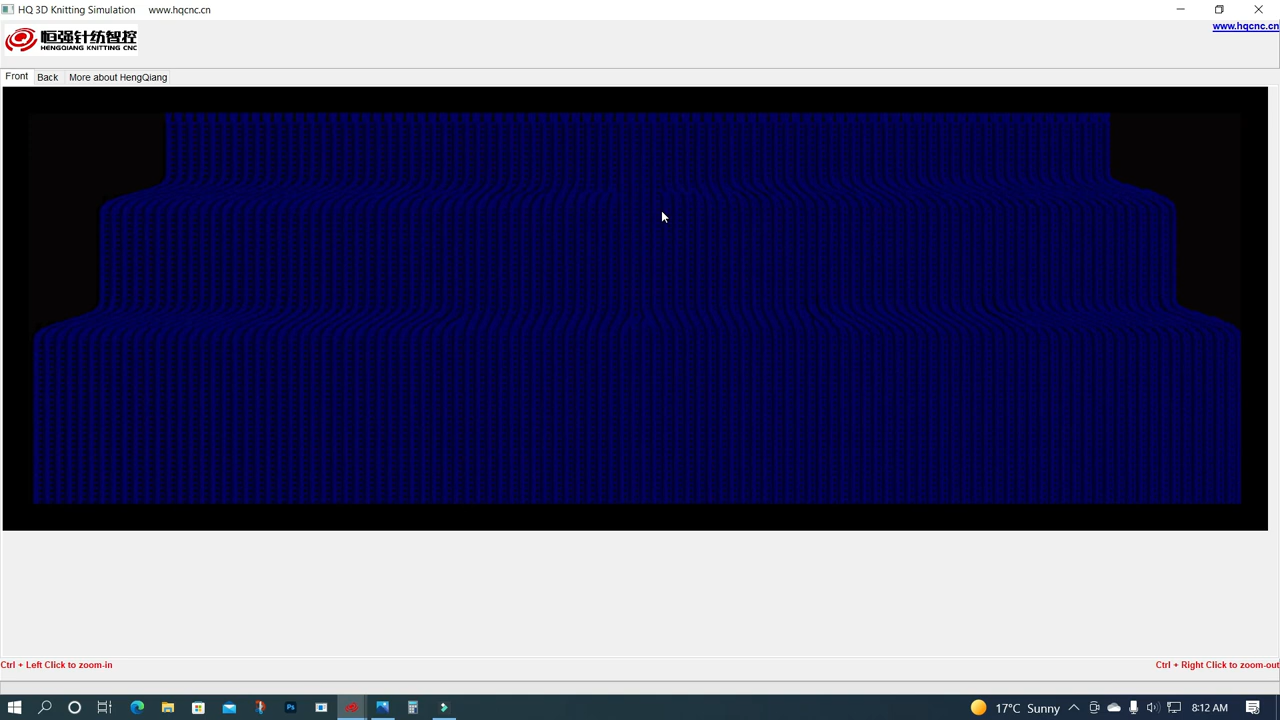 HQ 3D Knitting Simulation www.hqcnc.cn
www.hqcnc.cn
恒强针纺智控
HENGQIANG KNITTING CNC
Front Back More about HengQiang
Ctrl + Left Click to zoom-in
Ctrl + Right Click to zoom-out
17°C Sunny 8:12 AM